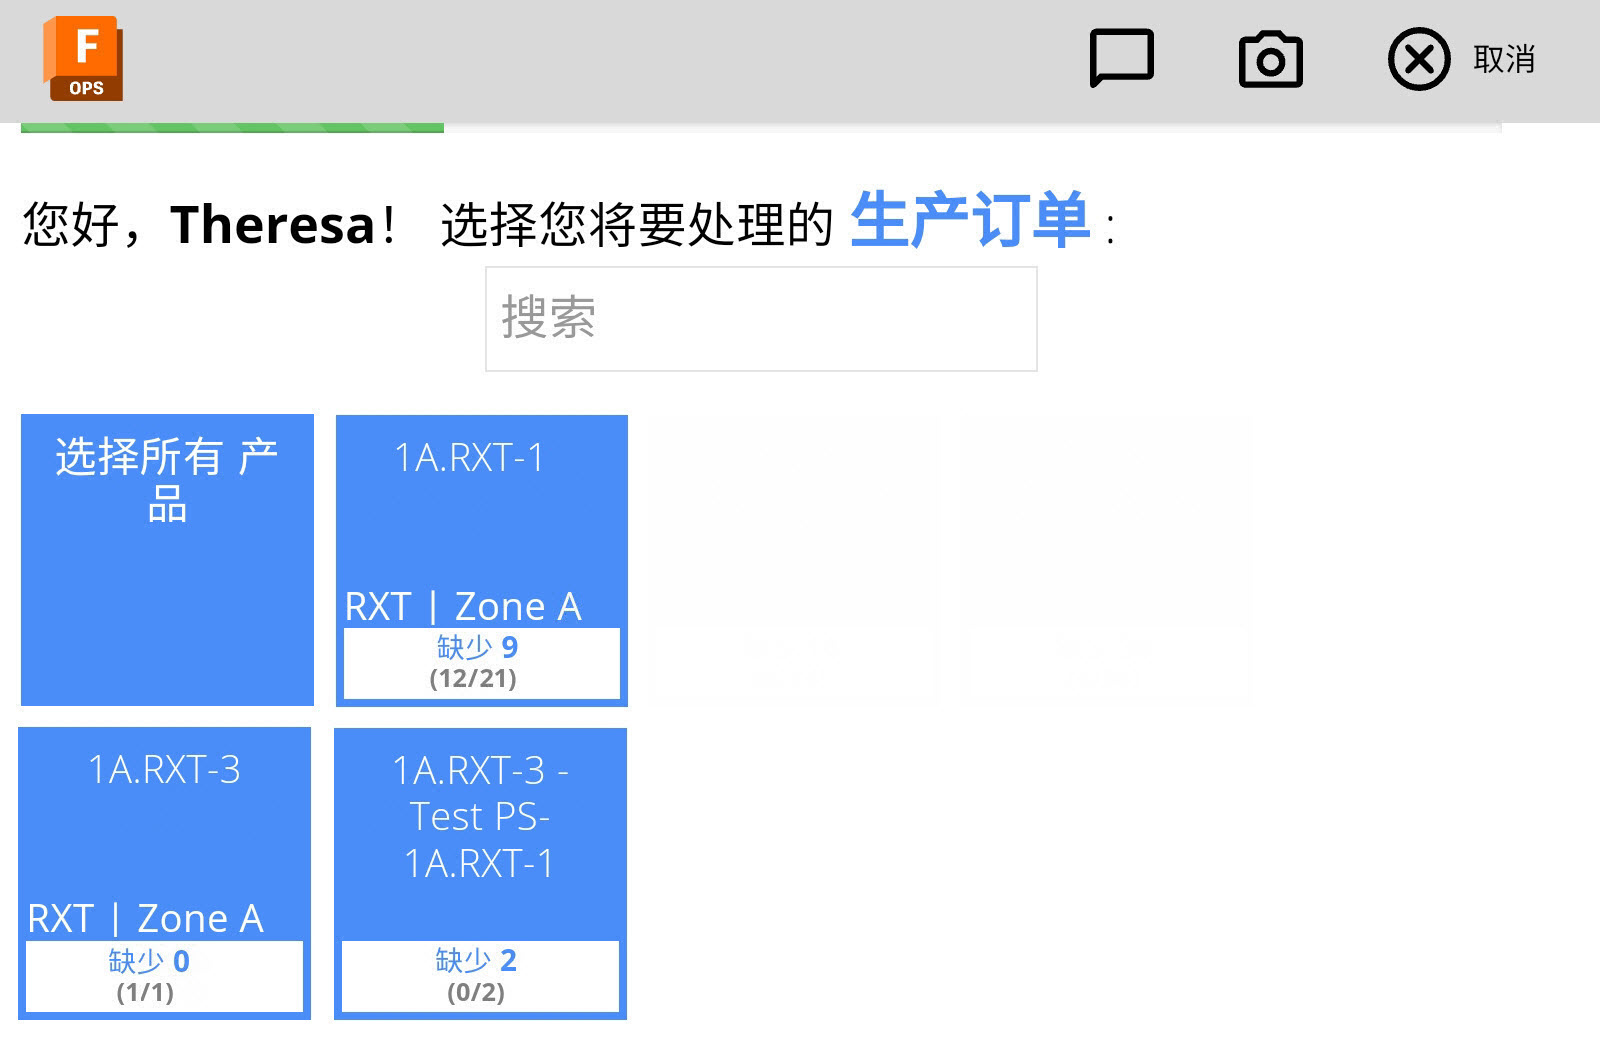 F
OPS
取消
您好，Theresa！ 选择您将要处理的 生产订单 :
搜索
选择所有 产
品
1A.RXT-1
RXT | Zone A
缺少 9
(12/21)
1A.RXT-3
RXT | Zone A
缺少 0
(1/1)
1A.RXT-3 -
Test PS-
1A.RXT-1
缺少 2
(0/2)